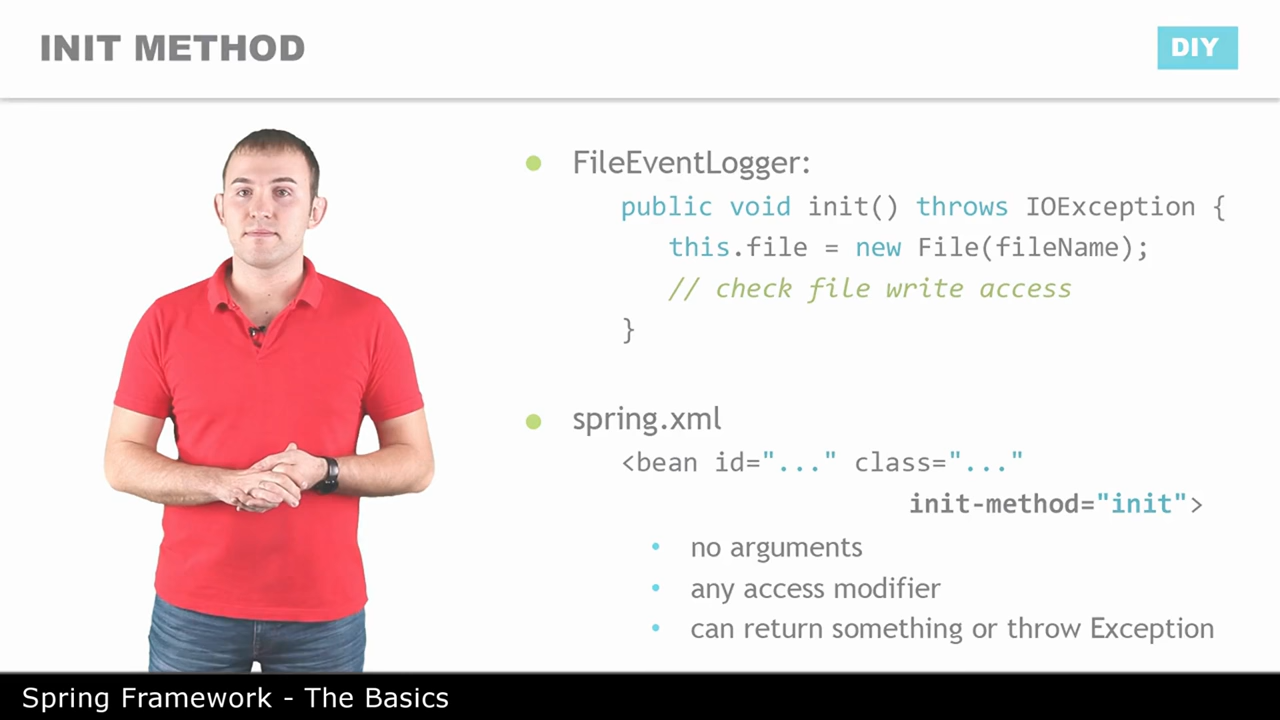 INIT METHOD
DIY
FileEventLogger:
public void init() throws IOException {
this.file = new File(fileName);
// check file write access
}
spring.xml
<bean id="..." class="..."
init-method="init">
no arguments
any access modifier
can return something or throw Exception
Spring Framework - The Basics